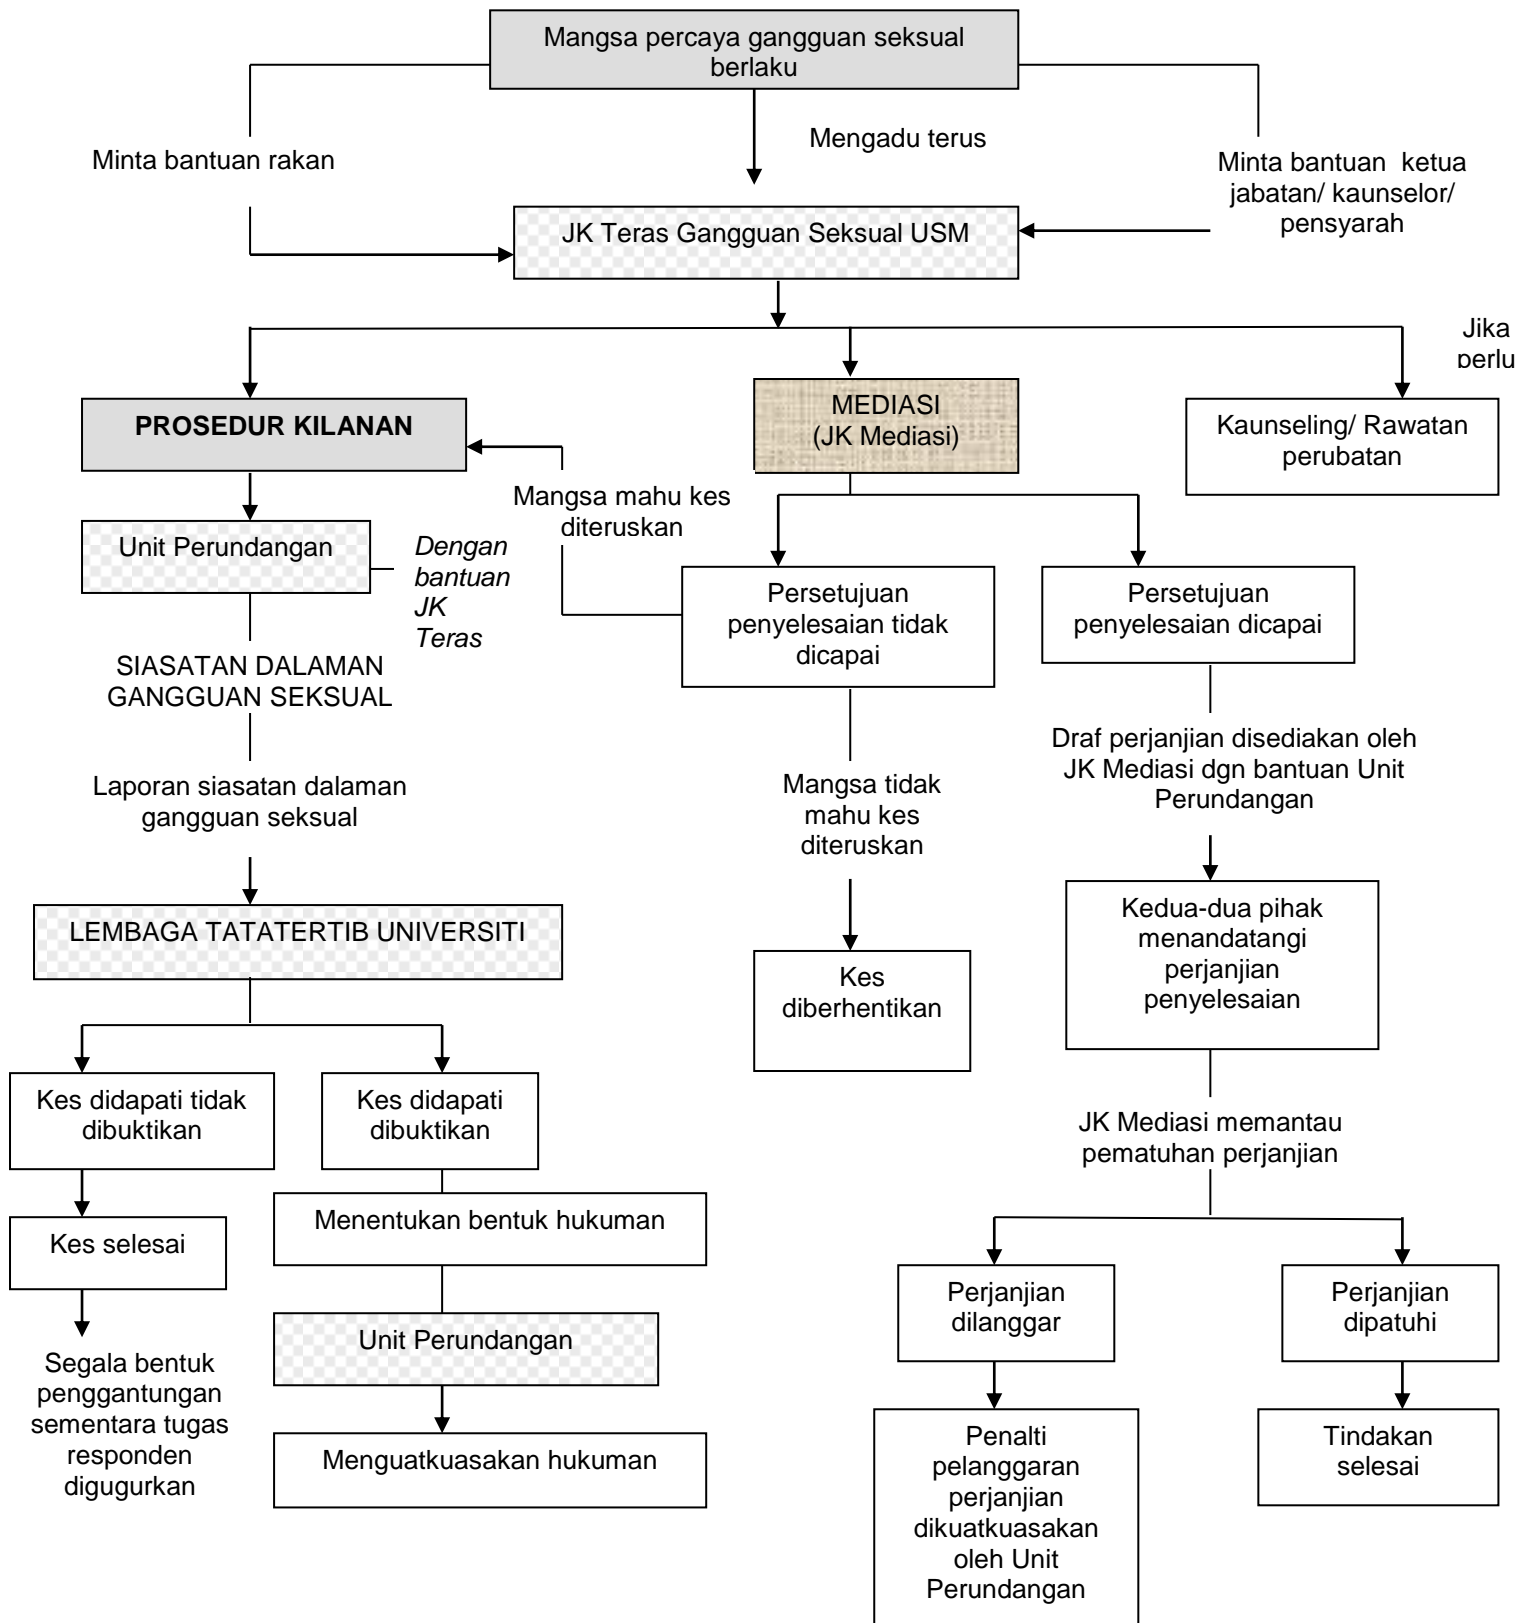 Mangsa percaya gangguan seksual
berlaku
Minta bantuan rakan
Mengadu terus
Minta bantuan ketua
jabatan/ kaunselor/
pensyarah
JK Teras Gangguan Seksual USM
Jika
perlu
PROSEDUR KILANAN
MEDIASI
(JK Mediasi)
Kaunseling/ Rawatan
perubatan
Mangsa mahu kes
diteruskan
Unit Perundangan
Dengan
bantuan
JK
Teras
Persetujuan
penyelesaian tidak
dicapai
Persetujuan
penyelesaian dicapai
SIASATAN DALAMAN
GANGGUAN SEKSUAL
Laporan siasatan dalaman
gangguan seksual
Mangsa tidak
mahu kes
diteruskan
Draf perjanjian disediakan oleh
JK Mediasi dgn bantuan Unit
Perundangan
LEMBAGA TATATERTIB UNIVERSITI
Kes
diberhentikan
Kedua-dua pihak
menandatangi
perjanjian
penyelesaian
Kes didapati tidak
dibuktikan
Kes didapati
dibuktikan
JK Mediasi memantau
pematuhan perjanjian
Kes selesai
Menentukan bentuk hukuman
Perjanjian
dilanggar
Perjanjian
dipatuhi
Unit Perundangan
Segala bentuk
penggantungan
sementara tugas
responden
digugurkan
Menguatkuasakan hukuman
Penalti
pelanggaran
perjanjian
dikuatkuasakan
oleh Unit
Perundangan
Tindakan
selesai